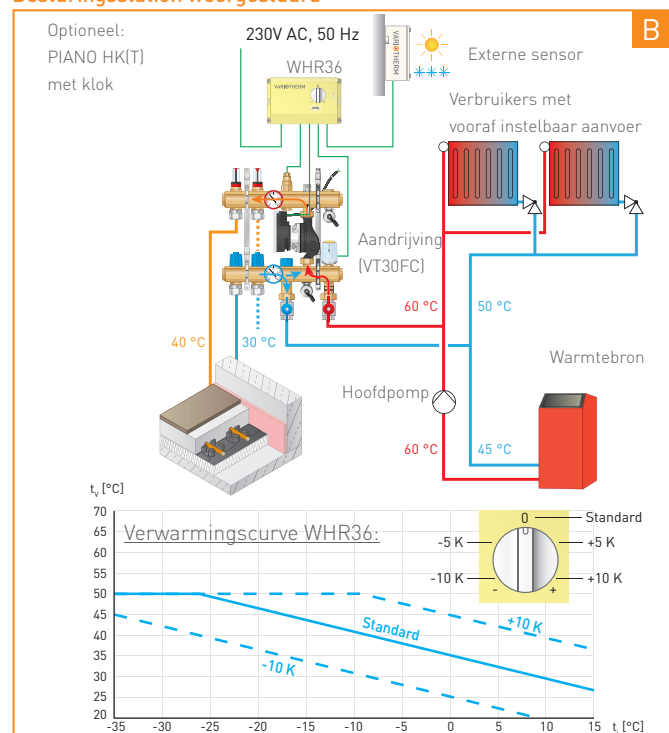 B
Optioneel:
PIANO HK(T)
met klok
230V AC, 50 Hz
WHR36
VARIOTHERM
VARIOTHERM
Externe sensor
Verbruikers met
vooraf instelbaar aanvoer
Aandrijving
(VT30FC)
60 °C
50 °C
40 °C
30 °C
Warmtebron
Hoofdpomp
60 °C
45 °C
tv [°C]
Verwarmingscurve WHR36:
0
Standard
-5 K
+5 K
-10 K
+10 K
-
+
70
65
60
55
50
45
40
35
30
25
20
+10 K
Standard
-10 K
-35
-30
-25
-20
-15
-10
-5
0
5
10
15
t, [°C]